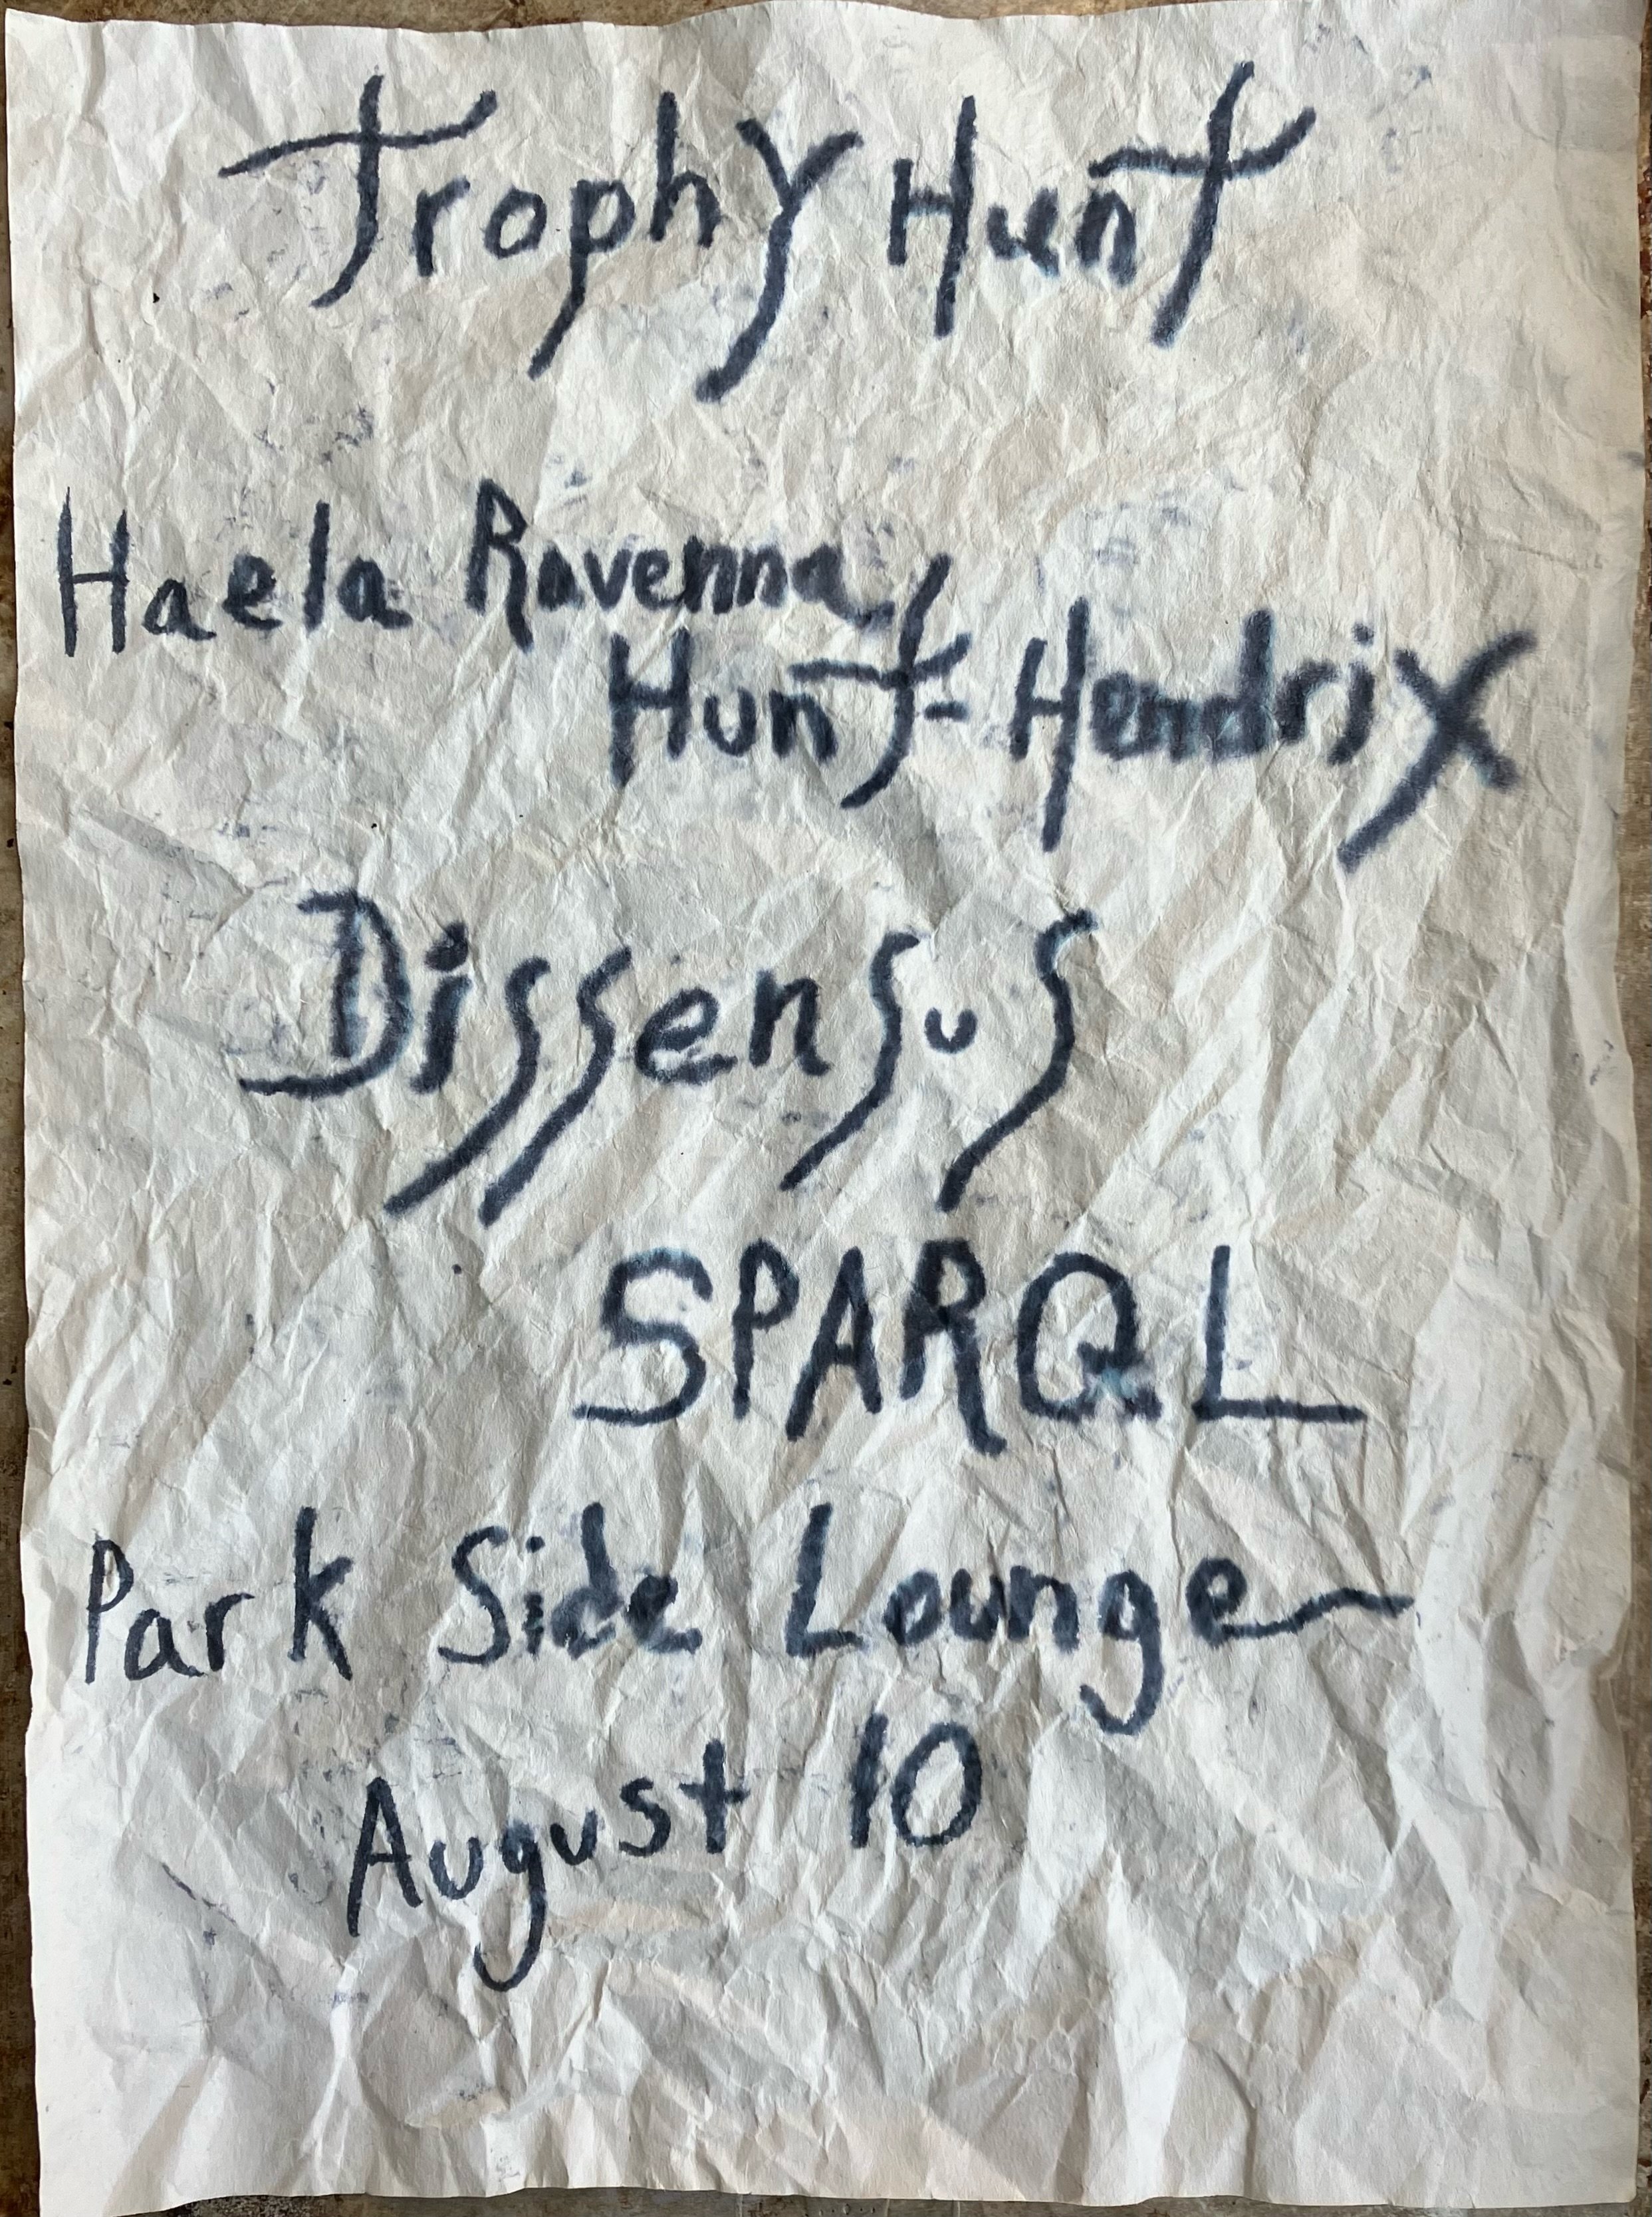 Trophy Hunt
Haela Ravenna
Hunt-Hendrix
Dissensus
SPARQL
Park Side Lounge
August 10